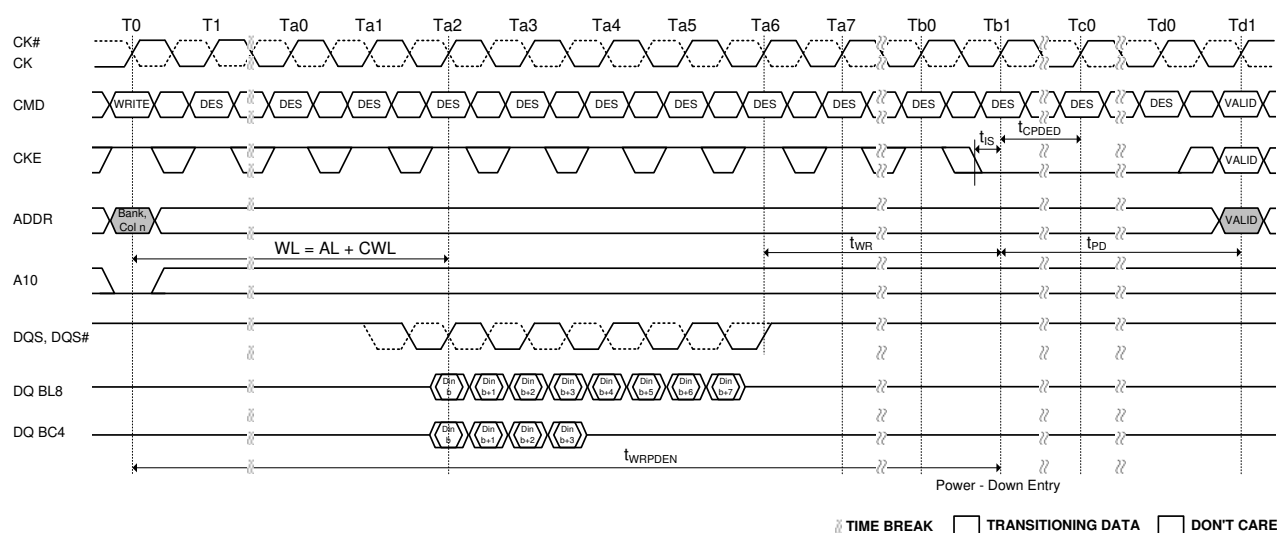 T0 T1 Ta0 Ta1 Ta2 Ta3 Ta4 Ta5 Ta6 Ta7 Tb0 Tb1 Tc0 Td0 Td1
CK#
CK
CMD WRITE DES DES DES DES DES DES DES DES DES DES DES DES DES VALID
tIS tCPDED
CKE VALID
ADDR Bank, Col n VALID
WL = AL + CWL tWR tPD
A10
DQS, DQS#
DQ BL8 Din b Din b+1 Din b+2 Din b+3 Din b+4 Din b+5 Din b+6 Din b+7
DQ BC4 Din b Din b+1 Din b+2 Din b+3
tWRPDEN
Power - Down Entry
TIME BREAK TRANSITIONING DATA DON'T CARE